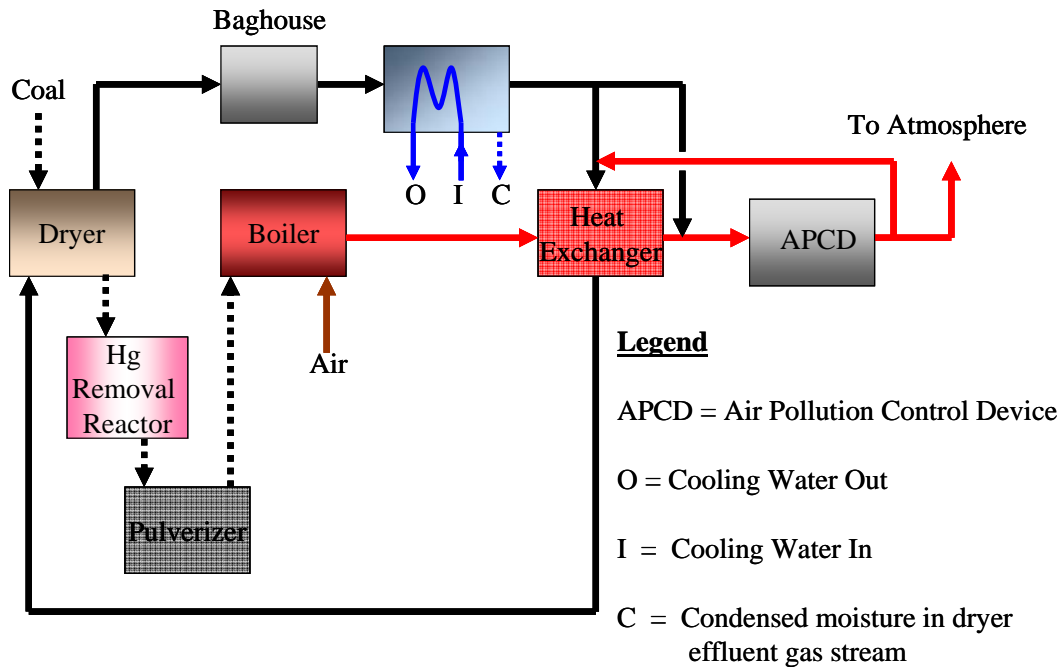 Baghouse
Coal
To Atmosphere
O
I
C
Dryer
Boiler
Heat
Exchanger
APCD
Air
Hg
Removal
Reactor
Pulverizer
Legend
APCD = Air Pollution Control Device
O = Cooling Water Out
I = Cooling Water In
C = Condensed moisture in dryer
effluent gas stream